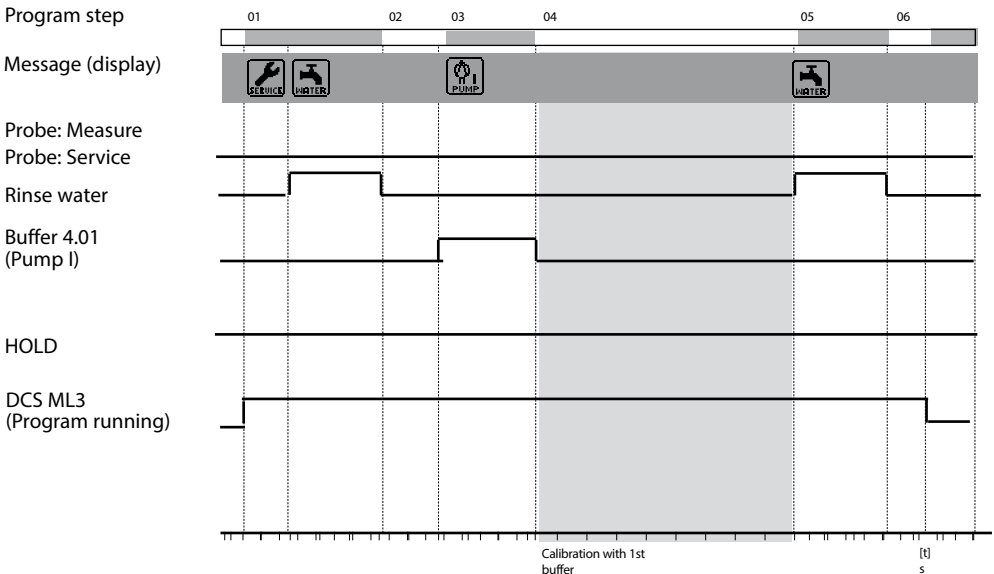 Program step
01 02 03 04 05 06
Message (display)
SERVICE WATER PUMP I WATER
Probe: Measure
Probe: Service
Rinse water
Buffer 4.01
(Pump I)
HOLD
DCS ML3
(Program running)
Calibration with 1st
buffer
[t]
s